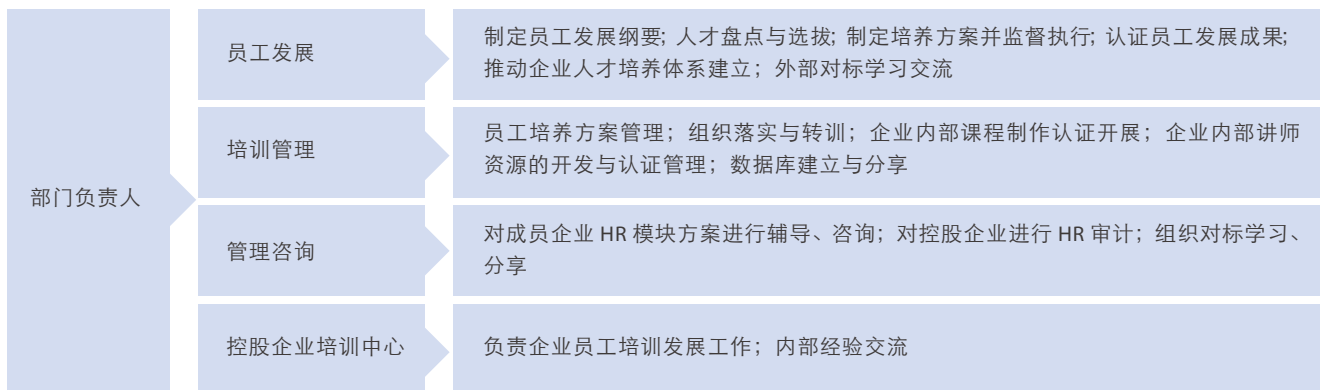 部门负责人
员工发展
制定员工发展纲要; 人才盘点与选拔; 制定培养方案并监督执行; 认证员工发展成果;
推动企业人才培养体系建立；外部对标学习交流
培训管理
员工培养方案管理；组织落实与转训；企业内部课程制作认证开展；企业内部讲师
资源的开发与认证管理；数据库建立与分享
管理咨询
对成员企业 HR 模块方案进行辅导、咨询；对控股企业进行 HR 审计；组织对标学习、
分享
控股企业培训中心
负责企业员工培训发展工作；内部经验交流